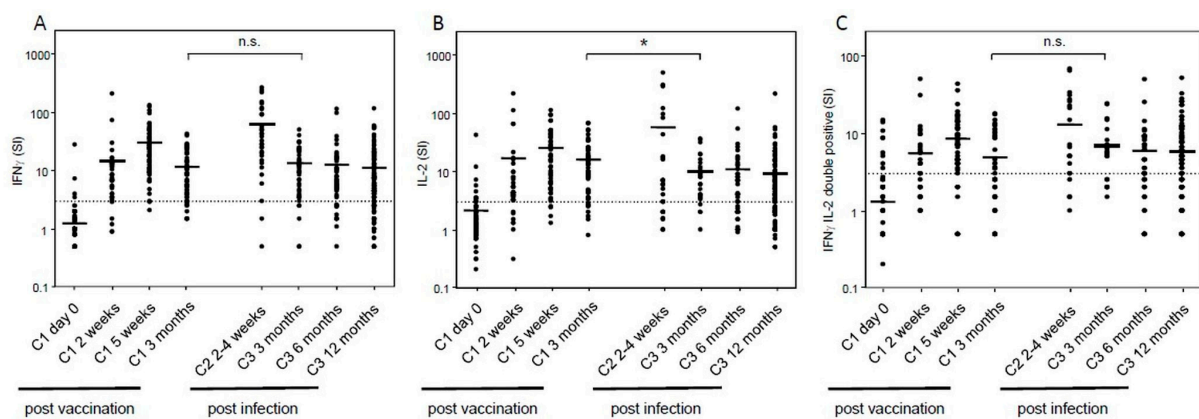 A
n.s.
1000
100
10
1
0.1
IFNγ (SI)
C1 day 0
C1 2 weeks
C1 5 weeks
C1 3 months
C2 2-4 weeks
C3 3 months
C3 6 months
C3 12 months
post vaccination
post infection
B
*
1000
100
10
1
0.1
IL-2 (SI)
C1 day 0
C1 2 weeks
C1 5 weeks
C1 3 months
C2 2-4 weeks
C3 3 months
C3 6 months
C3 12 months
post vaccination
post infection
C
n.s.
100
10
1
0.1
IFNγ IL-2 double positive (SI)
C1 day 0
C1 2 weeks
C1 5 weeks
C1 3 months
C2 2-4 weeks
C3 3 months
C3 6 months
C3 12 months
post vaccination
post infection